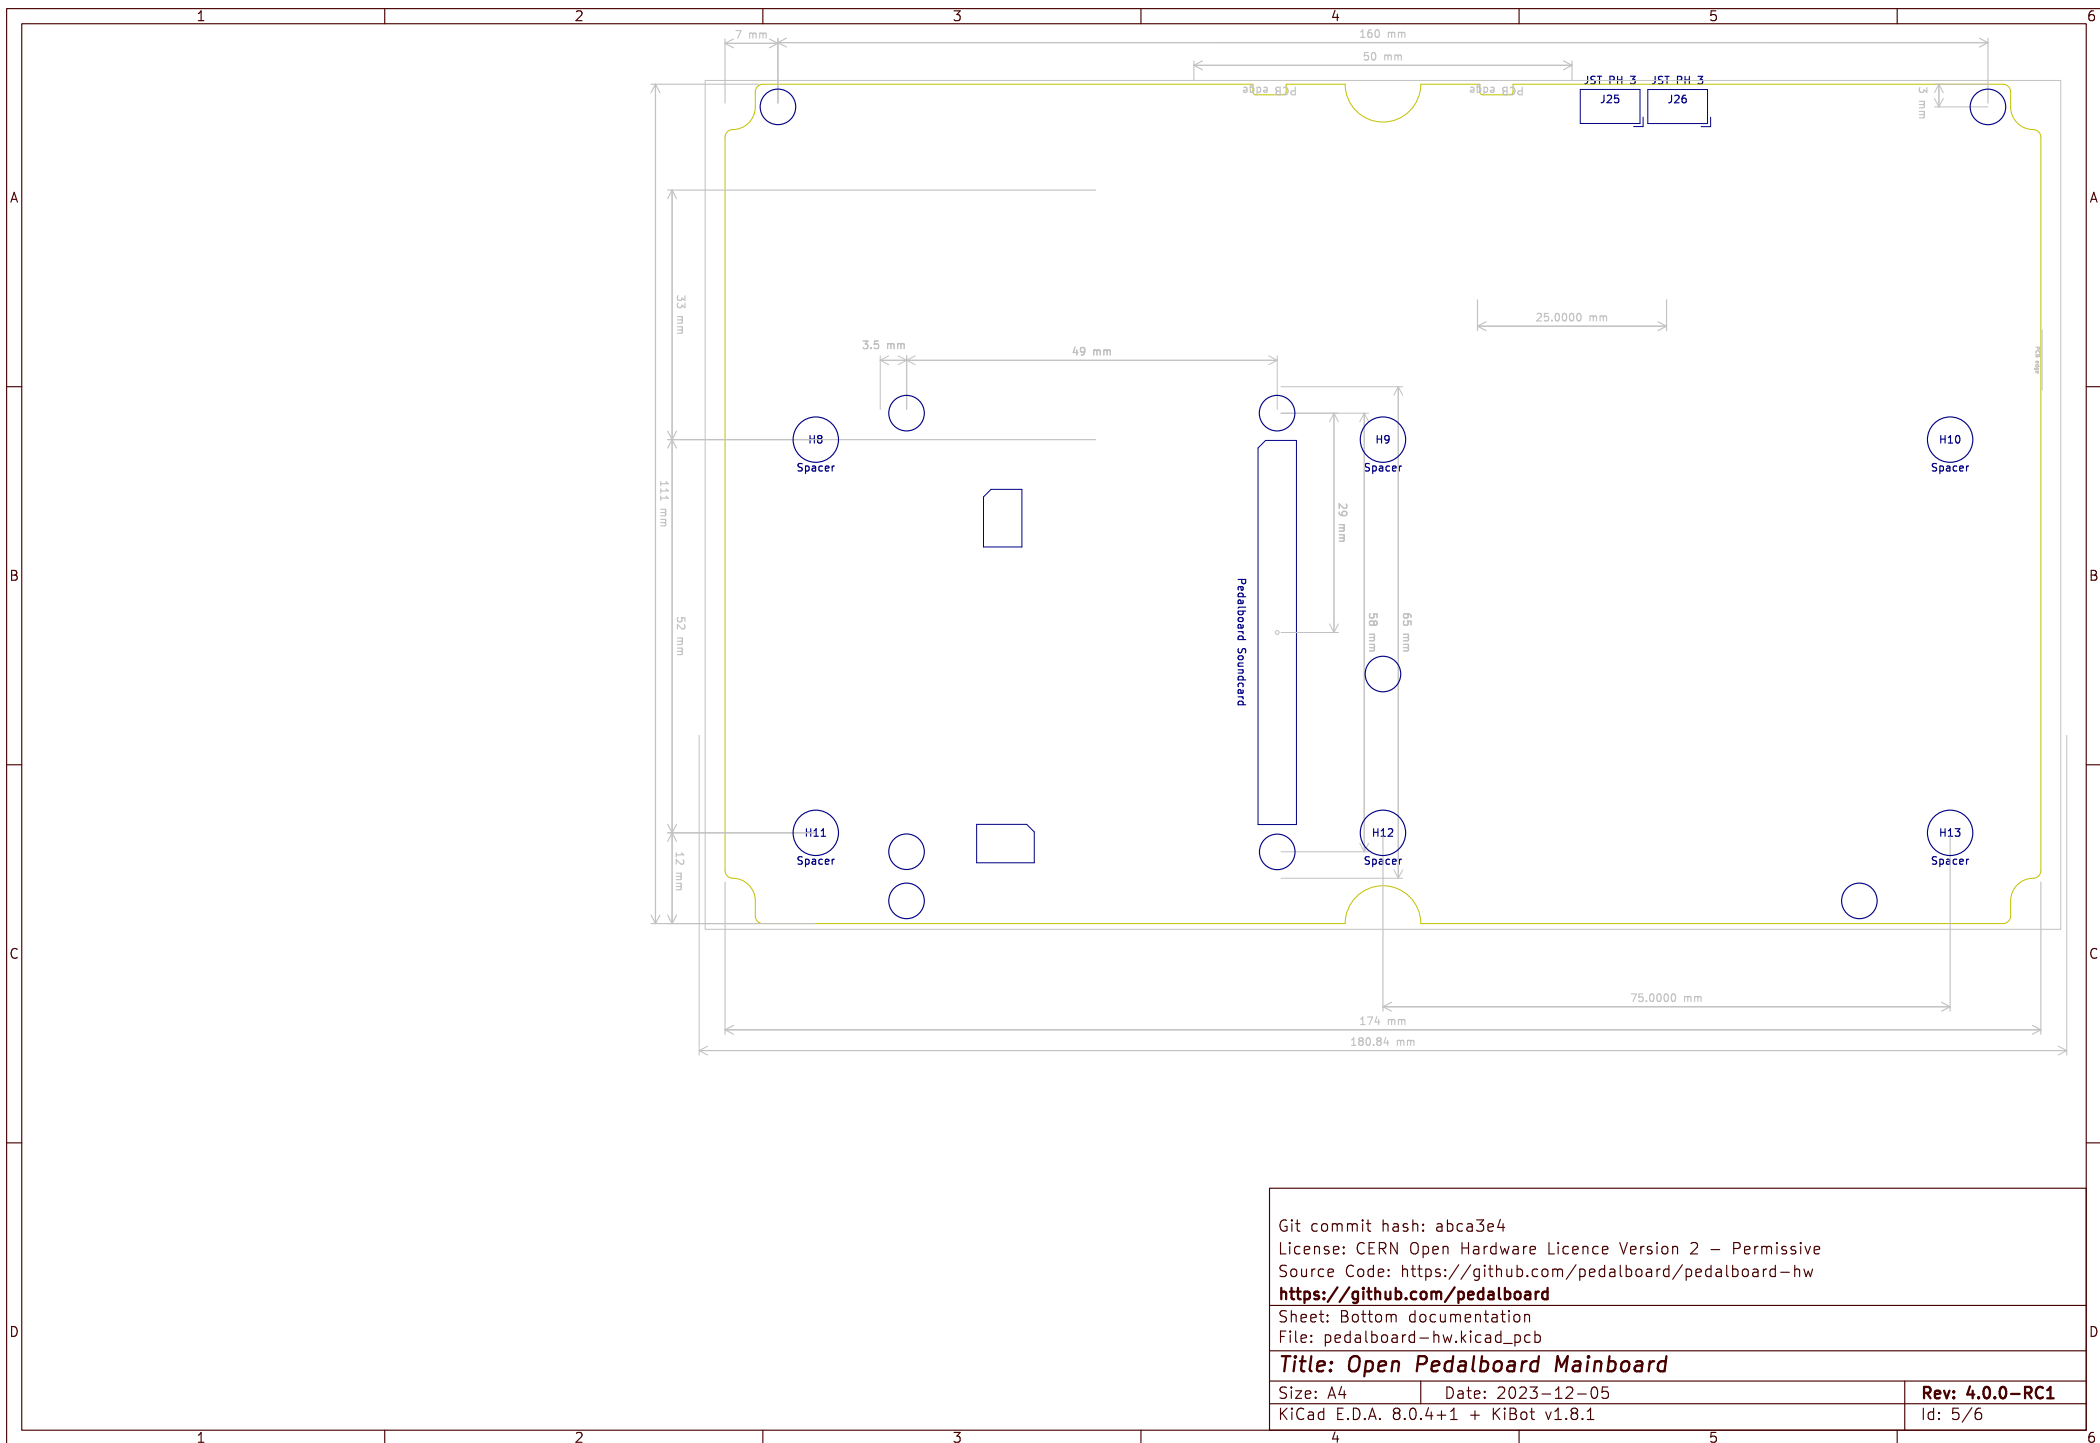 1 2 3 4 5 6
7 mm
160 mm
50 mm
JST PH 3 JST PH 3
PCB edge
PCB edge
J25
J26
3 mm
A
A
33 mm
25.0000 mm
3.5 mm
49 mm
PCB edge
H8
H9
H10
Spacer
Spacer
Spacer
111 mm
29 mm
B
B
Pedalboard Soundcard
52 mm
58 mm
65 mm
H11
H12
H13
Spacer
Spacer
Spacer
12 mm
C
C
75.0000 mm
174 mm
180.84 mm
Git commit hash: abca3e4
License: CERN Open Hardware Licence Version 2 - Permissive
Source Code: https://github.com/pedalboard/pedalboard-hw
https://github.com/pedalboard
Sheet: Bottom documentation
File: pedalboard-hw.kicad_pcb
D
D
Title: Open Pedalboard Mainboard
Size: A4 Date: 2023-12-05 Rev: 4.0.0-RC1
KiCad E.D.A. 8.0.4+1 + KiBot v1.8.1 Id: 5/6
1 2 3 4 5 6